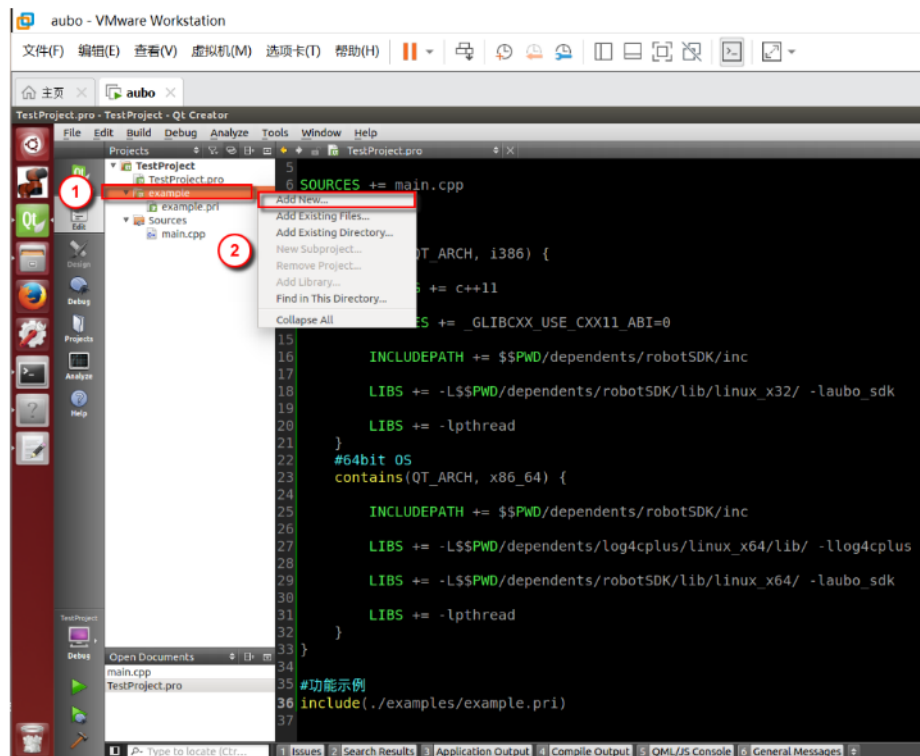 aubo - VMware Workstation
文件(F) 编辑(E) 查看(V) 虚拟机(M) 选项卡(T) 帮助(H)
主页 aubo
TestProject.pro - TestProject - Qt Creator
File Edit Build Debug Analyze Tools Window Help
Projects TestProject.pro
TestProject
TestProject.pro
1
example
example.pri
Sources
main.cpp
2
Add New...
Add Existing Files...
Add Existing Directory...
New Subproject...
Remove Project...
Add Library...
Find in This Directory...
Collapse All
Qt
Edit
Design
Debug
Projects
Analyze
Help
5
6 SOURCES += main.cpp
QT_ARCH, i386) {
+= c++11
ES += _GLIBCXX_USE_CXX11_ABI=0
15
16 INCLUDEPATH += $$PWD/dependents/robotSDK/inc
17
18 LIBS += -L$$PWD/dependents/robotSDK/lib/linux_x32/ -laubo_sdk
19
20 LIBS += -lpthread
21 }
22 #64bit OS
23 contains(QT_ARCH, x86_64) {
24
25 INCLUDEPATH += $$PWD/dependents/robotSDK/inc
26
27 LIBS += -L$$PWD/dependents/log4cplus/linux_x64/lib/ -llog4cplus
28
29 LIBS += -L$$PWD/dependents/robotSDK/lib/linux_x64/ -laubo_sdk
30
31 LIBS += -lpthread
32 }
33 }
34
35 #功能示例
36 include(./examples/example.pri)
37
TestProject
Debug
Open Documents
main.cpp
TestProject.pro
Type to locate (Ctr...
1 Issues 2 Search Results 3 Application Output 4 Compile Output 5 QML/JS Console 6 General Messages